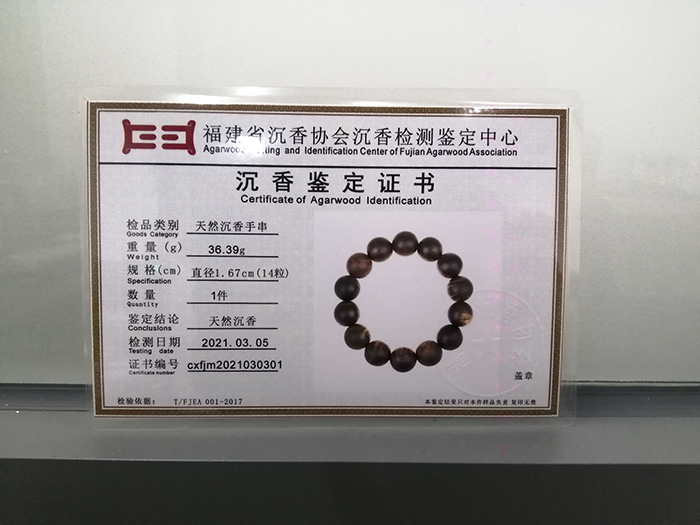 福建省沉香协会沉香检测鉴定中心
Agarwood and Identification Center of Fujian Agarwood Association
沉香鉴定证书
Certificate of Agarwood Identification
检品类别 天然沉香手串
Goods Category
重量(g) 36.39g
Weight
规格(cm) 直径1.67cm(14粒)
Specification
数量 1件
Quantity
鉴定结论 天然沉香
Conclusions
检测日期 2021.03.05
Testing date
证书编号 cxfjm2021030301
Certificate number
盖章
检验依据: T/FJEA 001-2017
本鉴定结果只对本件样品负责 复印无效